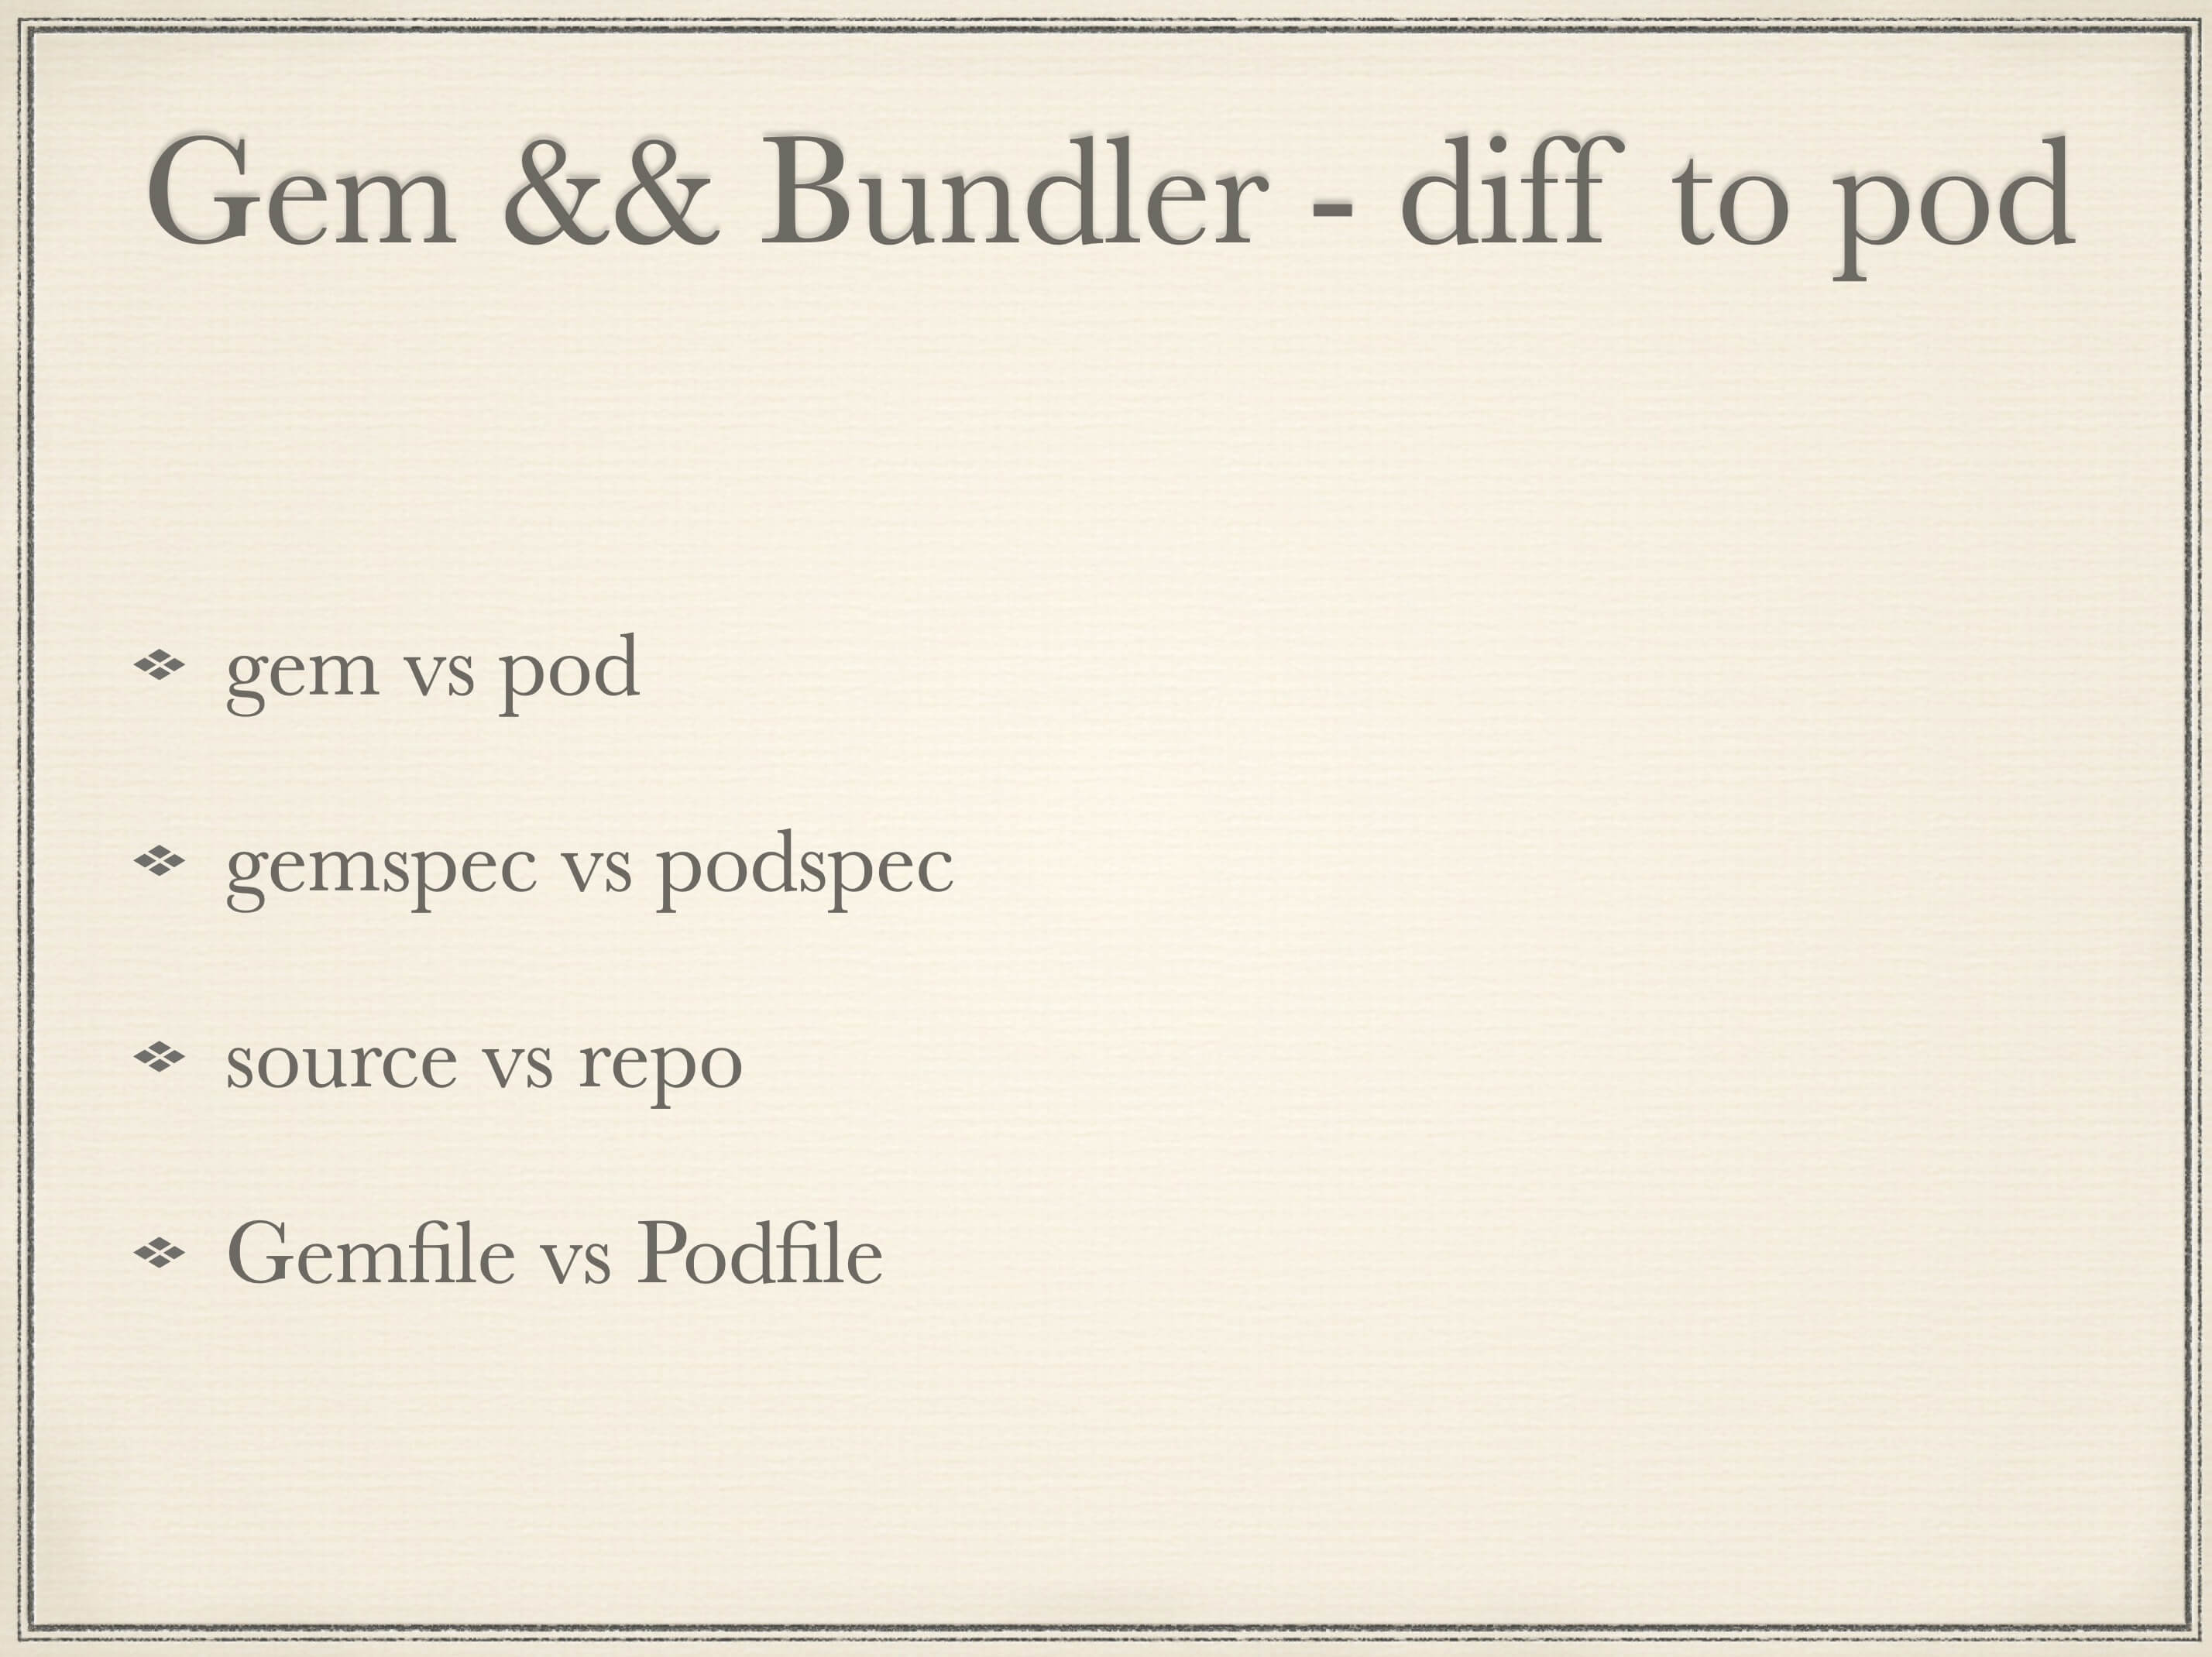 Gem && Bundler - diff to pod
gem vs pod
gemspec vs podspec
source vs repo
Gemfile vs Podfile